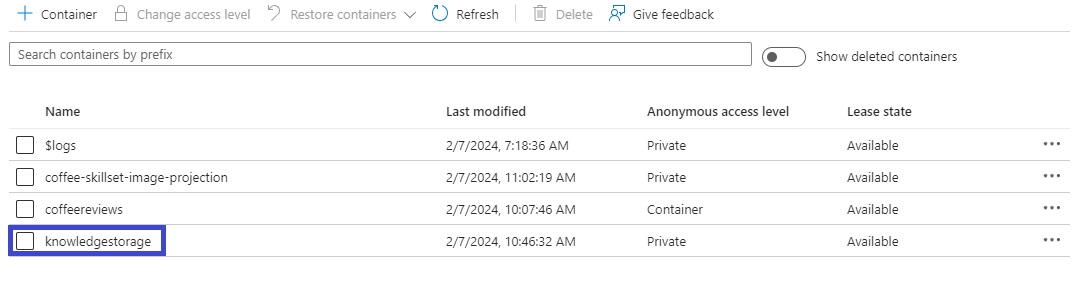 Container Change access level Restore containers Refresh Delete Give feedback
Search containers by prefix Show deleted containers
Name Last modified Anonymous access level Lease state
$logs 2/7/2024, 7:18:36 AM Private Available
coffee-skillset-image-projection 2/7/2024, 11:02:19 AM Private Available
coffeereviews 2/7/2024, 10:07:46 AM Container Available
knowledgestorage 2/7/2024, 10:46:32 AM Private Available